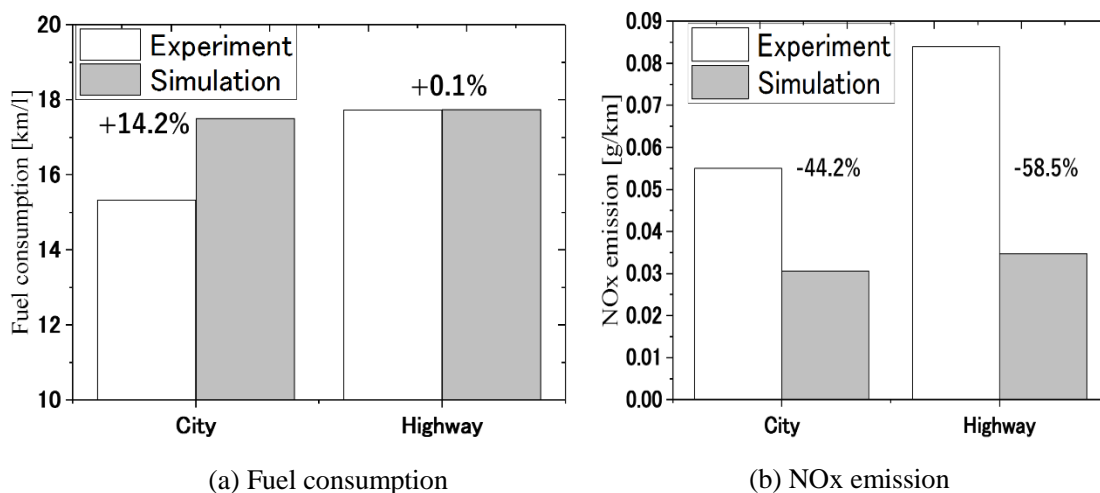 20
18
16
14
12
10
Fuel consumption [km/l]
Experiment
Simulation
+14.2%
+0.1%
City
Highway
(a) Fuel consumption
0.09
0.08
0.07
0.06
0.05
0.04
0.03
0.02
0.01
0.00
NOx emission [g/km]
Experiment
Simulation
-44.2%
-58.5%
City
Highway
(b) NOx emission